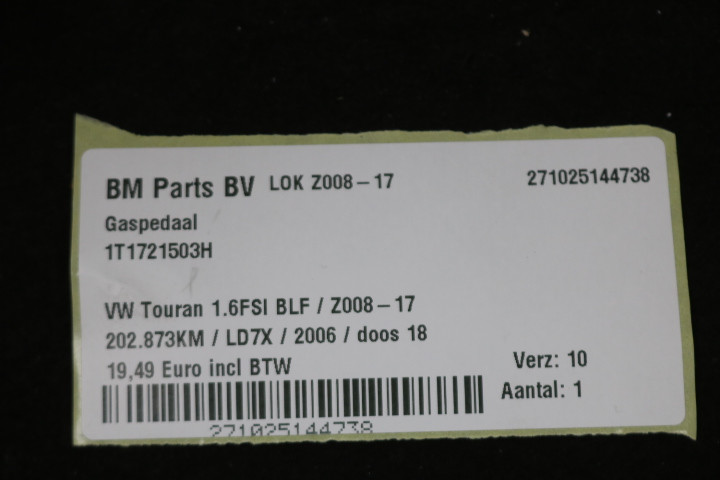 BM Parts BV LOK Z008-17 271025144738
Gaspedaal
1T1721503H
VW Touran 1.6FSI BLF / Z008-17
202.873KM / LD7X / 2006 / doos 18
19,49 Euro incl BTW Verz: 10
Aantal: 1
271025144738